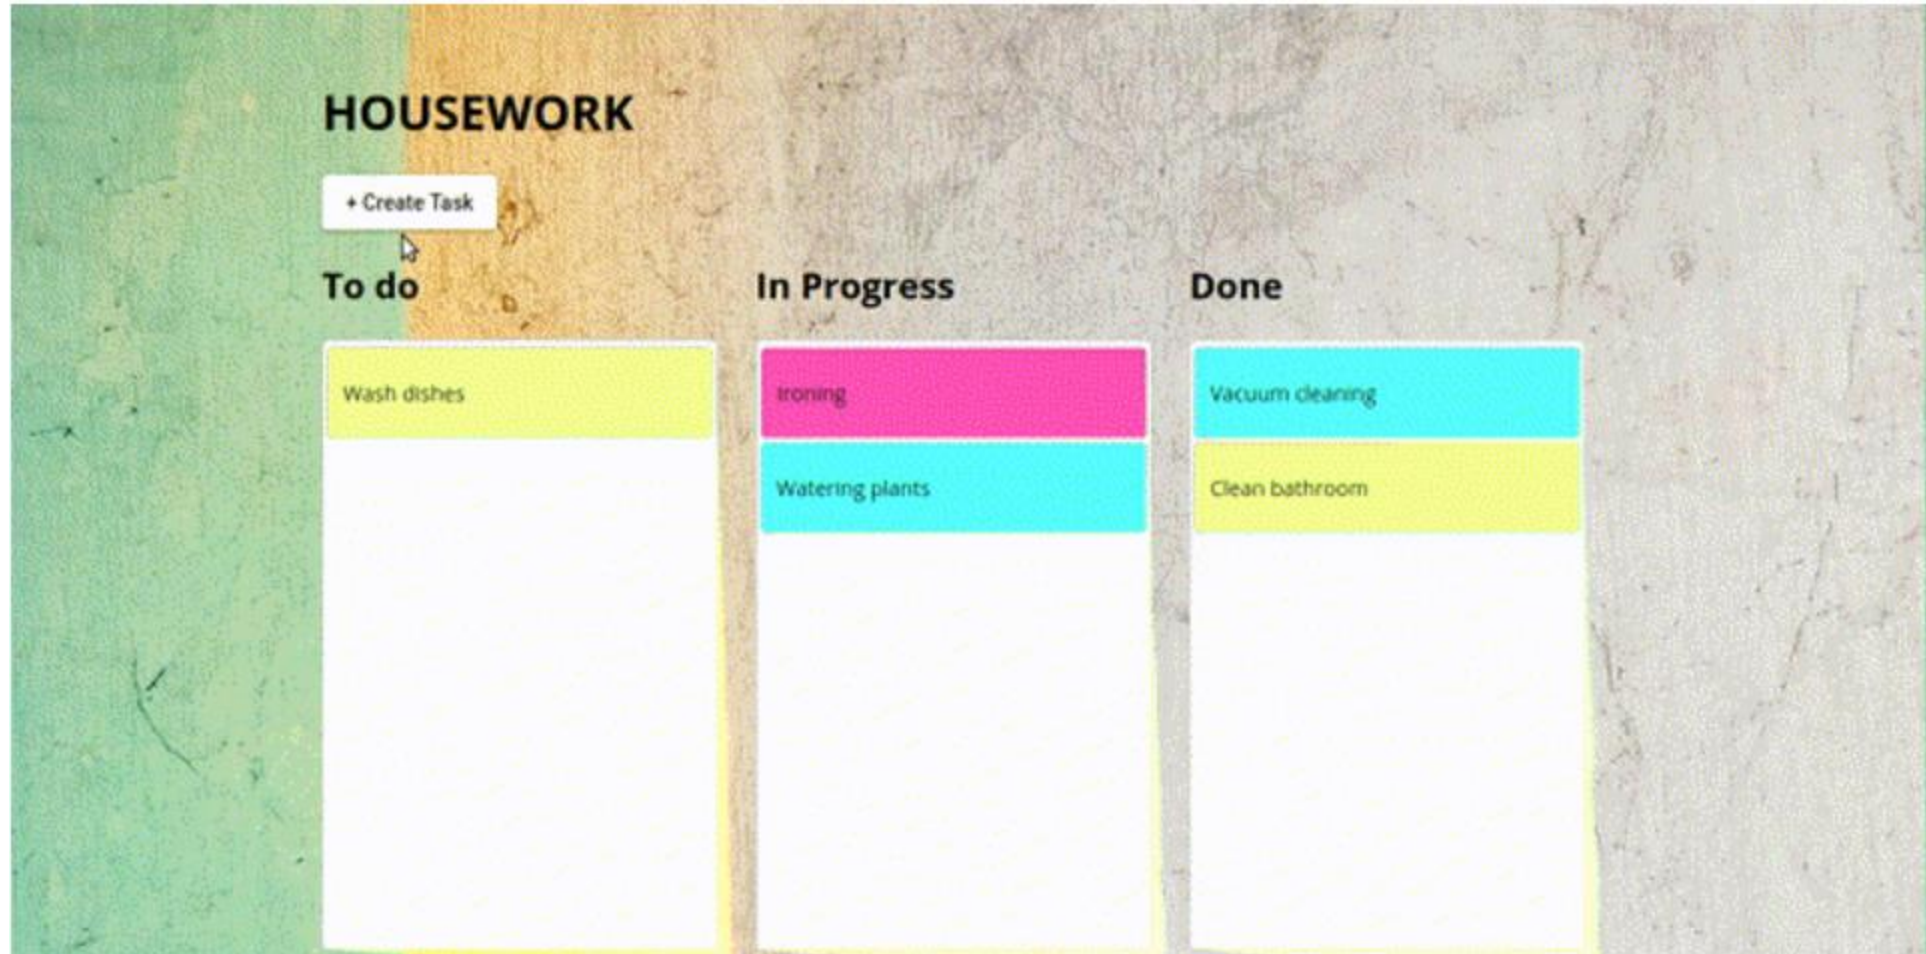 HOUSEWORK
+ Create Task
To do
In Progress
Done
Wash dishes
Ironing
Vacuum cleaning
Watering plants
Clean bathroom